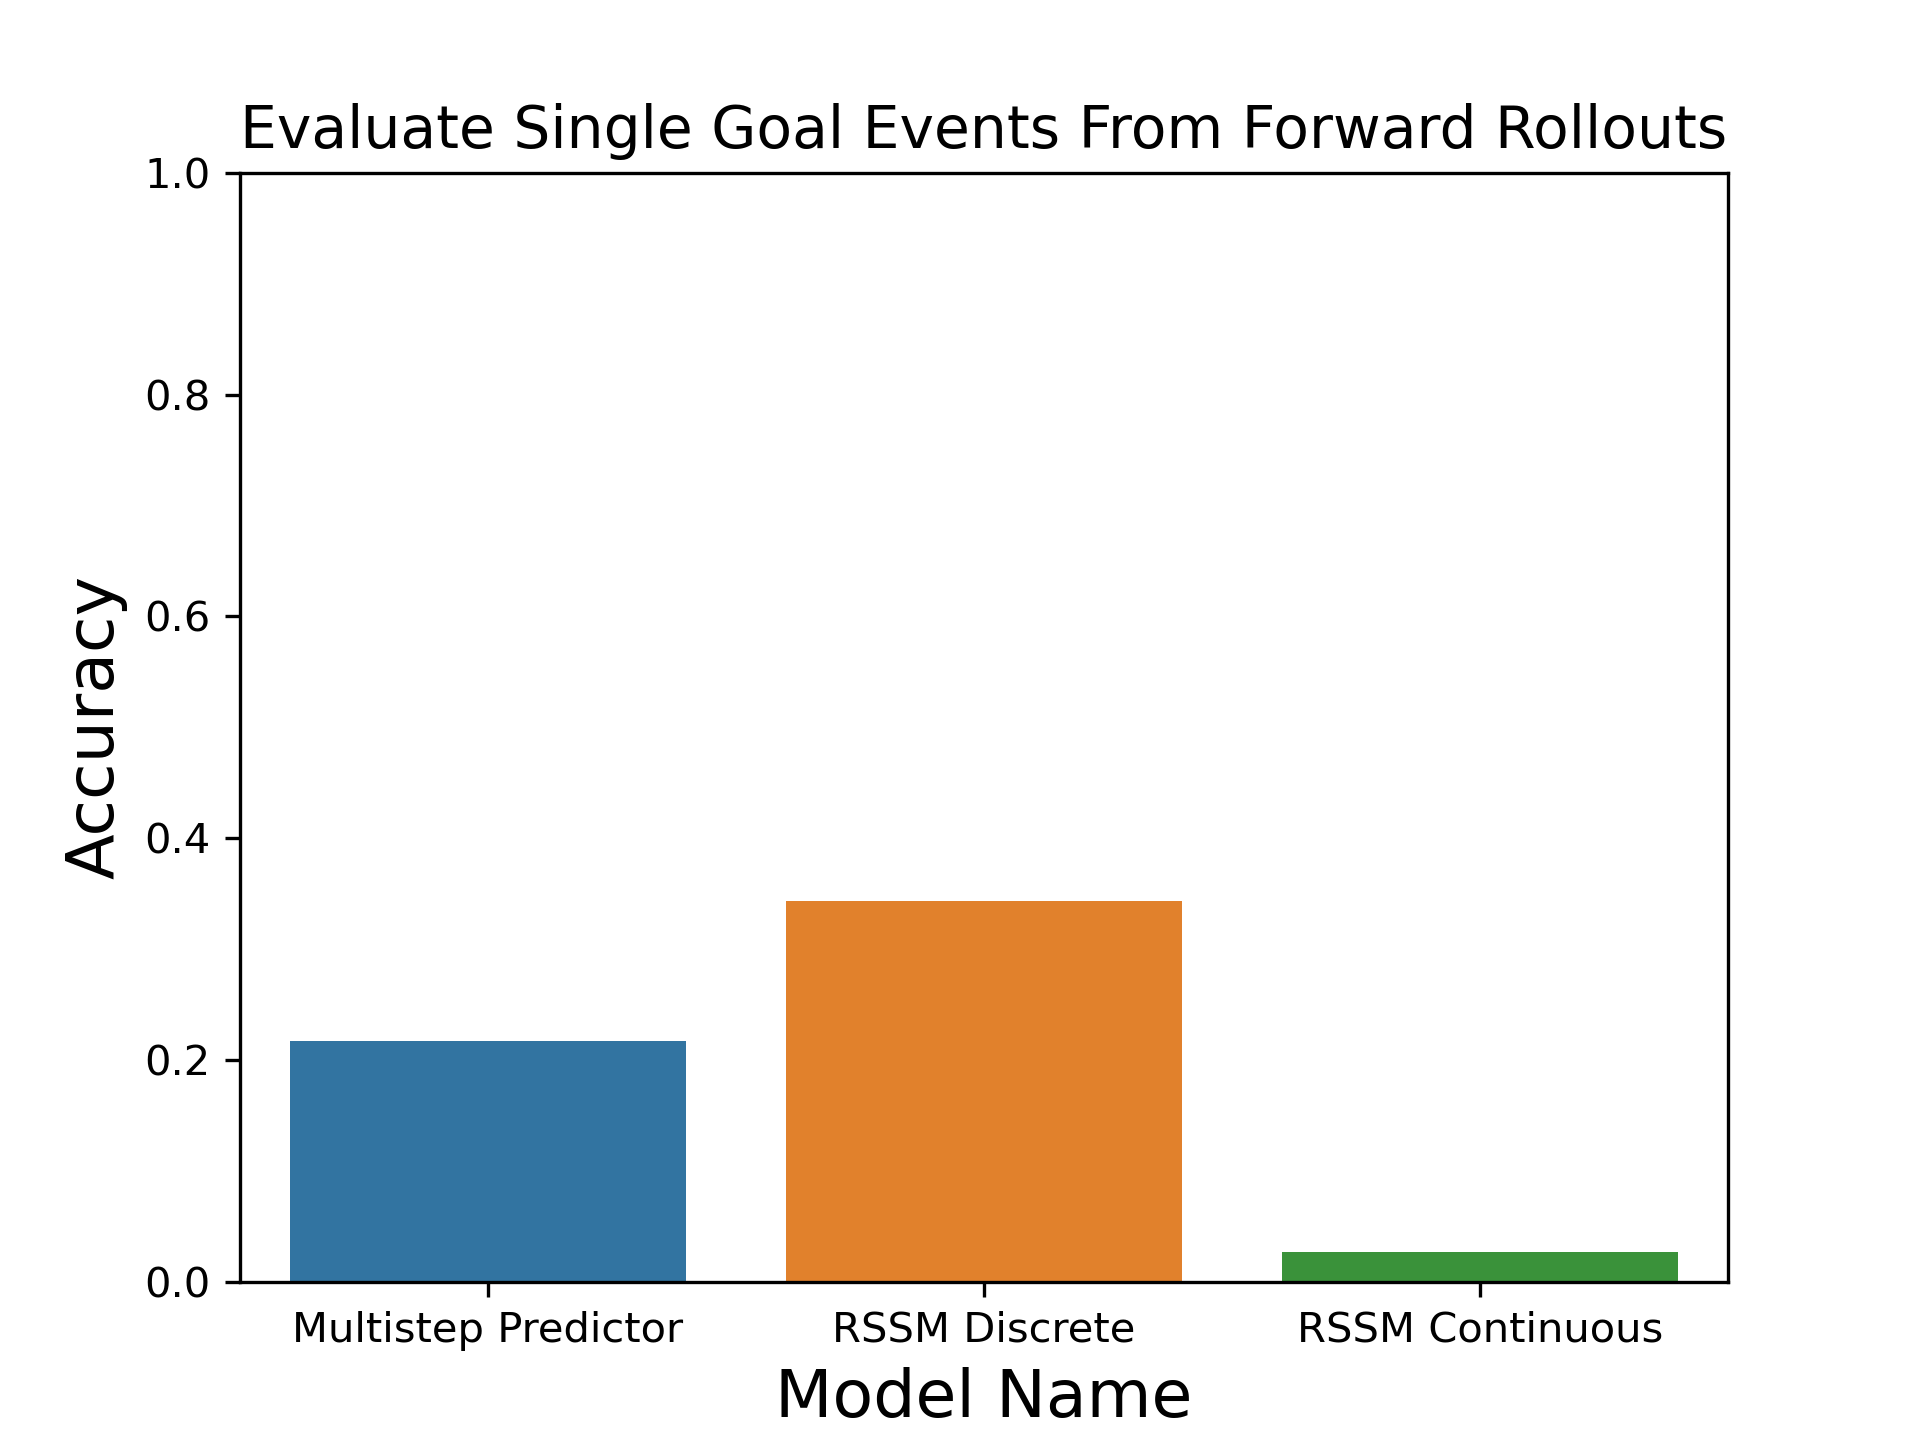 Evaluate Single Goal Events From Forward Rollouts
1.0
0.8
0.6
0.4
0.2
0.0
Accuracy
Multistep Predictor
RSSM Discrete
RSSM Continuous
Model Name